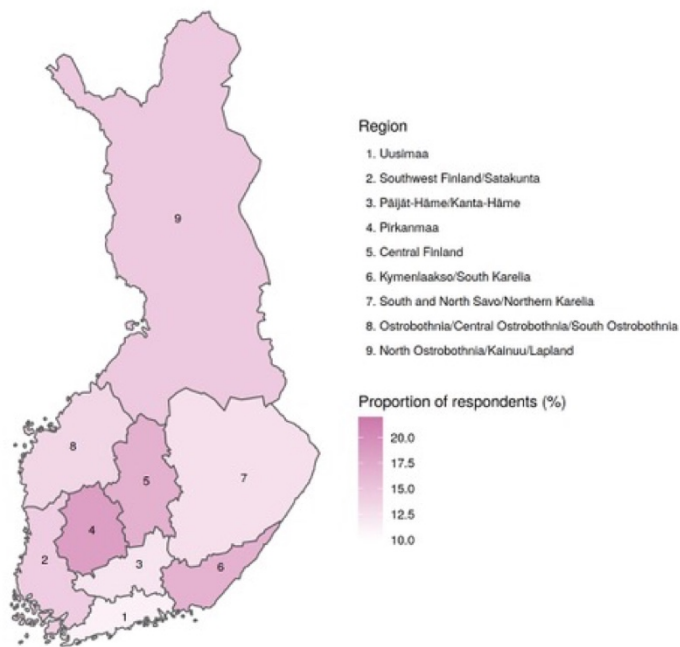 Region
1. Uusimaa
2. Southwest Finland/Satakunta
3. Päijät-Häme/Kanta-Häme
4. Pirkanmaa
5. Central Finland
6. Kymenlaakso/South Karelia
7. South and North Savo/Northern Karelia
8. Ostrobothnia/Central Ostrobothnia/South Ostrobothnia
9. North Ostrobothnia/Kainuu/Lapland
Proportion of respondents (%)
20.0
17.5
15.0
12.5
10.0
9
8
5
7
4
2
3
6
1